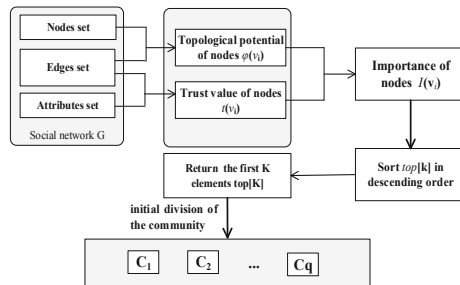 Nodes set
Edges set
Attributes set
Social network G
Topological potential
of nodes φ(vᵢ)
Trust value of nodes
t(vᵢ)
Importance of
nodes I(vᵢ)
Sort top[k] in
descending order
Return the first K
elements top[K]
initial division of
the community
C₁ C₂ ... Cq